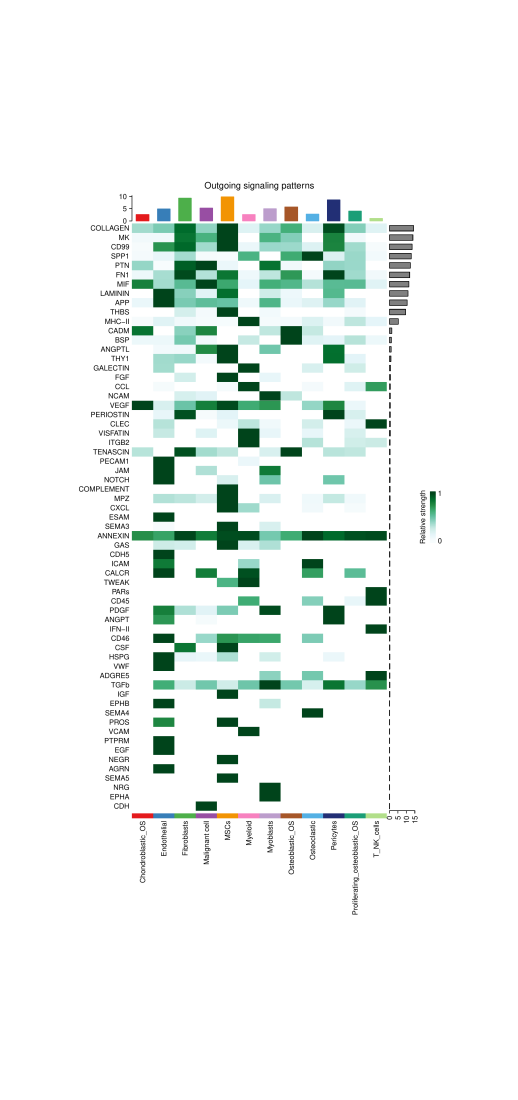 Outgoing signaling patterns
10
5
0
COLLAGEN
MK
CD99
SPP1
PTN
FN1
MIF
LAMININ
APP
THBS
MHC−II
CADM
BSP
ANGPTL
THY1
GALECTIN
FGF
CCL
NCAM
VEGF
PERIOSTIN
CLEC
VISFATIN
ITGB2
TENASCIN
PECAM1
JAM
NOTCH
COMPLEMENT
MPZ
CXCL
ESAM
SEMA3
ANNEXIN
GAS
CDH5
ICAM
CALCR
TWEAK
PARs
CD45
PDGF
ANGPT
IFN−II
CD46
CSF
HSPG
VWF
ADGRE5
TGFb
IGF
EPHB
SEMA4
PROS
VCAM
PTPRM
EGF
NEGR
AGRN
SEMA5
NRG
EPHA
CDH
Chondroblastic_OS
Endothelial
Fibroblasts
Malignant cell
MSCs
Myeloid
Myoblasts
Osteoblastic_OS
Osteoclastic
Pericytes
Proliferating_osteoblastic_OS
T_NK_cells
0
5
10
15
Relative strength
1
0